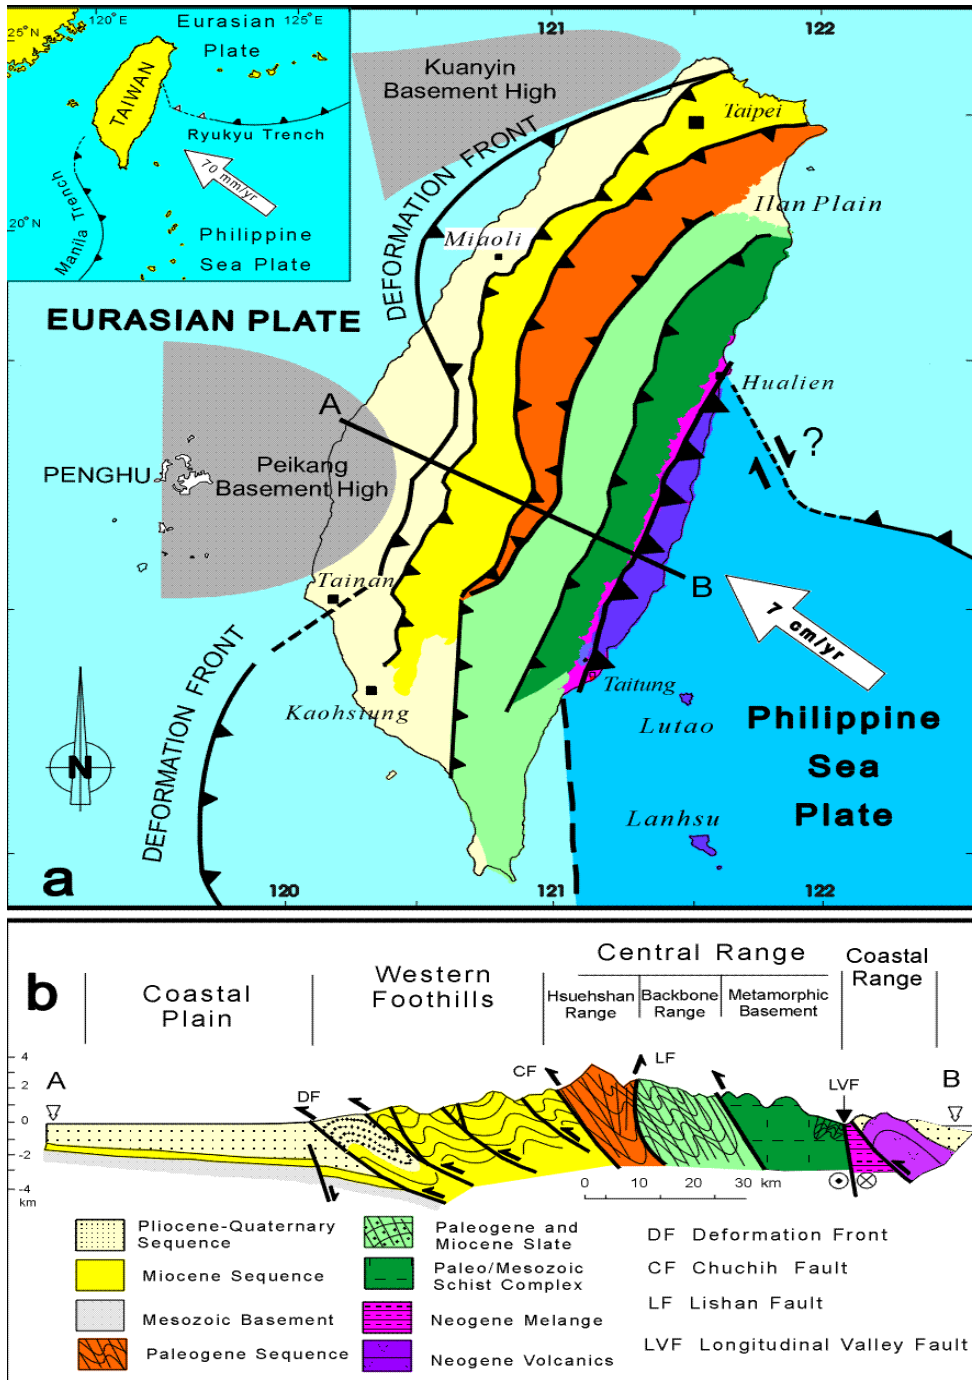 120°E
125°E
25°N
Eurasian
Plate
TAIWAN
Ryukyu Trench
70 mm/yr
Manila Trench
20°N
Philippine
Sea Plate
121
122
Kuanyin
Basement High
Taipei
DEFORMATION FRONT
Ilan Plain
Miaoli
EURASIAN PLATE
Hualien
A
?
PENGHU
Peikang
Basement High
Tainan
B
7 cm/yr
DEFORMATION FRONT
Kaohsiung
Taitung
Lutao
Philippine
Sea
Plate
N
Lanhsu
a
120
121
122
b
Coastal
Plain
Western
Foothills
Central Range
Hsuehshan
Range
Backbone
Range
Metamorphic
Basement
Coastal
Range
4
2
0
-2
-4
km
A
DF
CF
LF
LVF
B
0 10 20 30 km
Pliocene-Quaternary
Sequence
Miocene Sequence
Mesozoic Basement
Paleogene Sequence
Paleogene and
Miocene Slate
Paleo/Mesozoic
Schist Complex
Neogene Melange
Neogene Volcanics
DF Deformation Front
CF Chuchih Fault
LF Lishan Fault
LVF Longitudinal Valley Fault